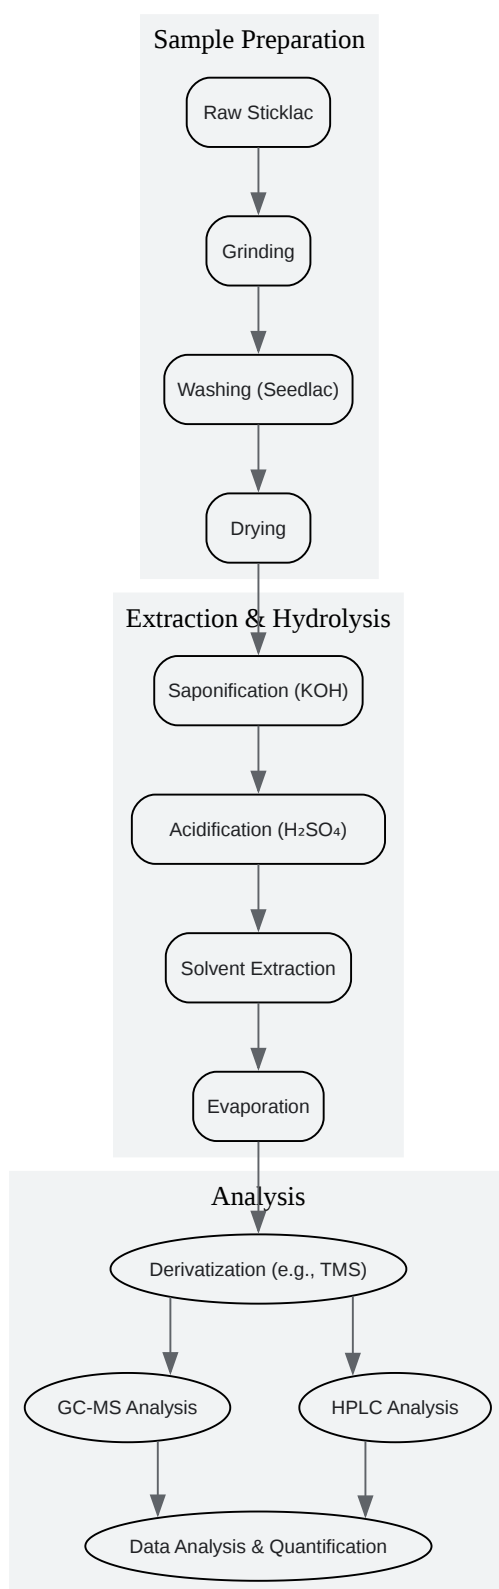 Sample Preparation
Raw Sticklac
Grinding
Washing (Seedlac)
Drying
Extraction & Hydrolysis
Saponification (KOH)
Acidification (H₂SO₄)
Solvent Extraction
Evaporation
Analysis
Derivatization (e.g., TMS)
GC-MS Analysis
HPLC Analysis
Data Analysis & Quantification